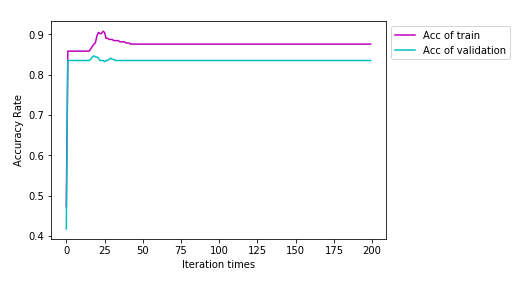 0.9
0.8
0.7
0.6
0.5
0.4
Accuracy Rate
0 25 50 75 100 125 150 175 200
Iteration times
Acc of train
Acc of validation